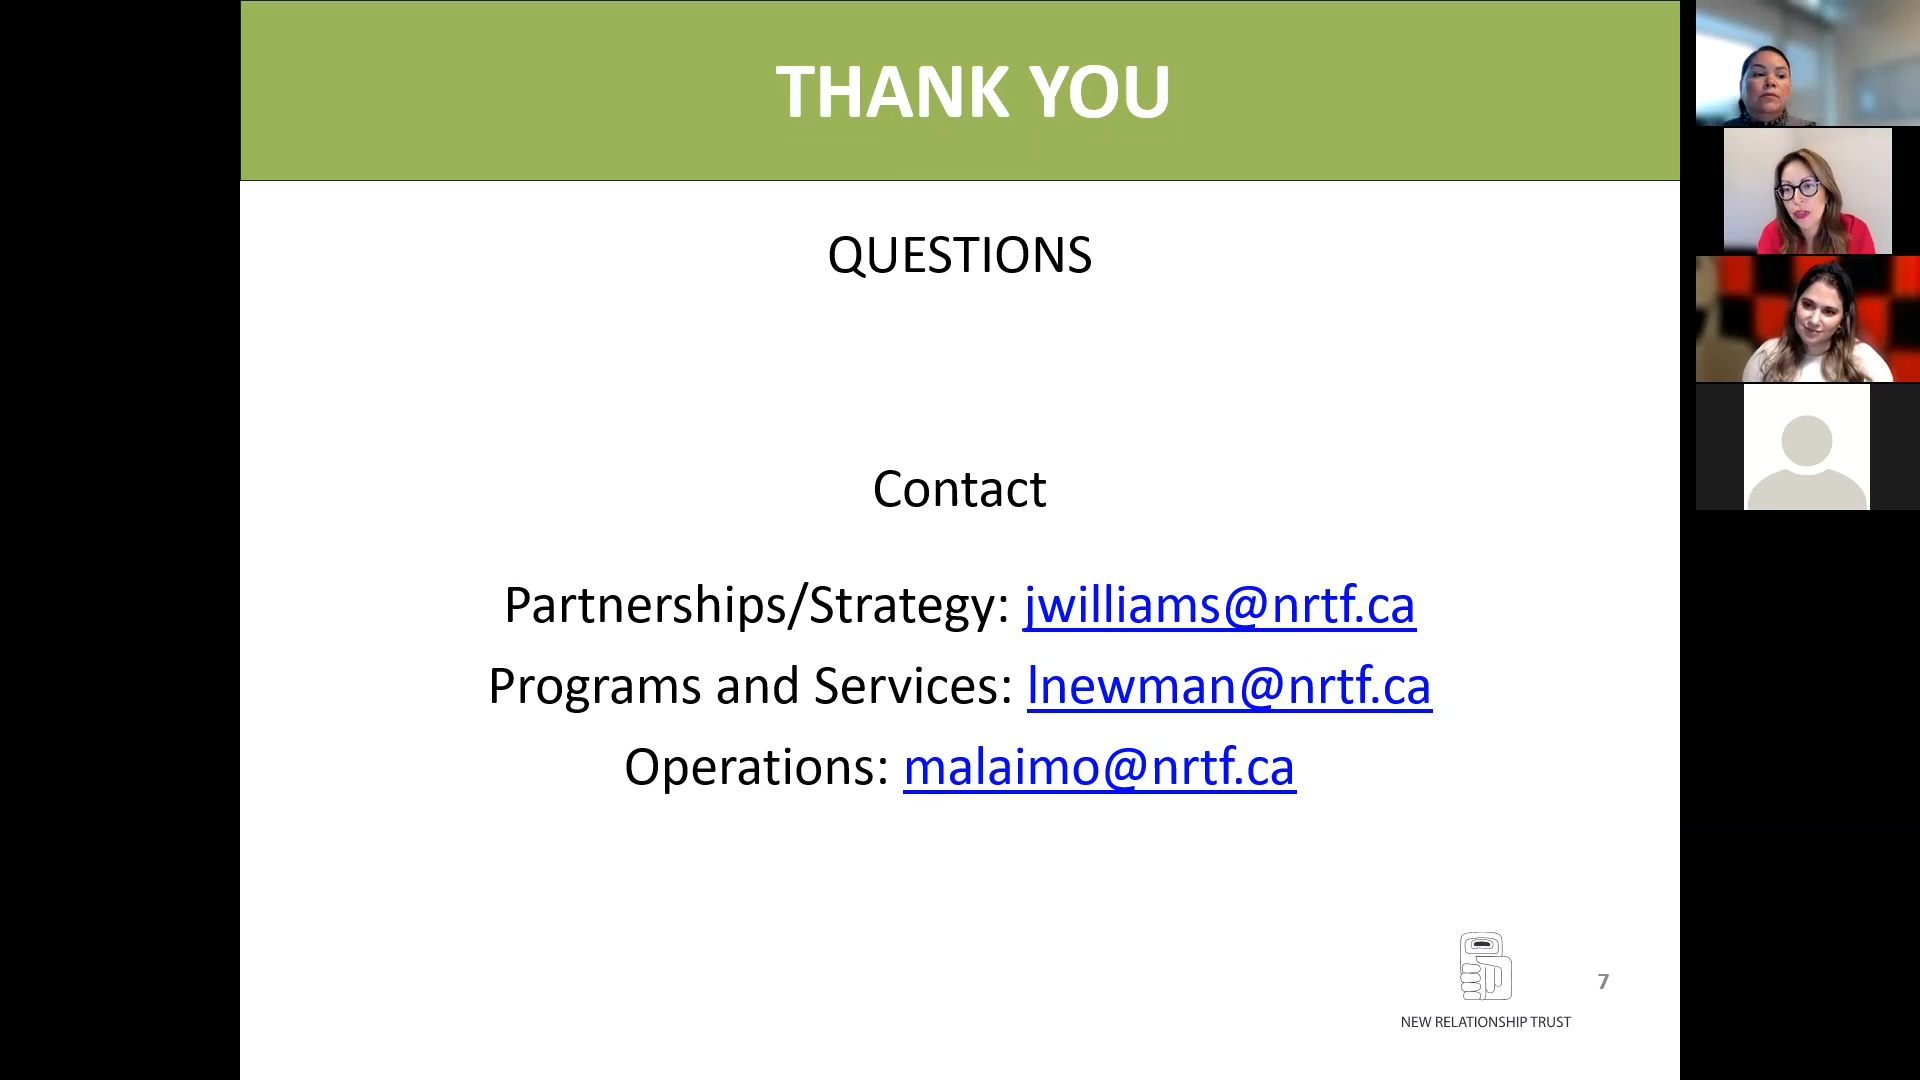 THANK YOU
QUESTIONS
Contact
Partnerships/Strategy: jwilliams@nrtf.ca
Programs and Services: lnewman@nrtf.ca
Operations: malaimo@nrtf.ca
NEW RELATIONSHIP TRUST
7